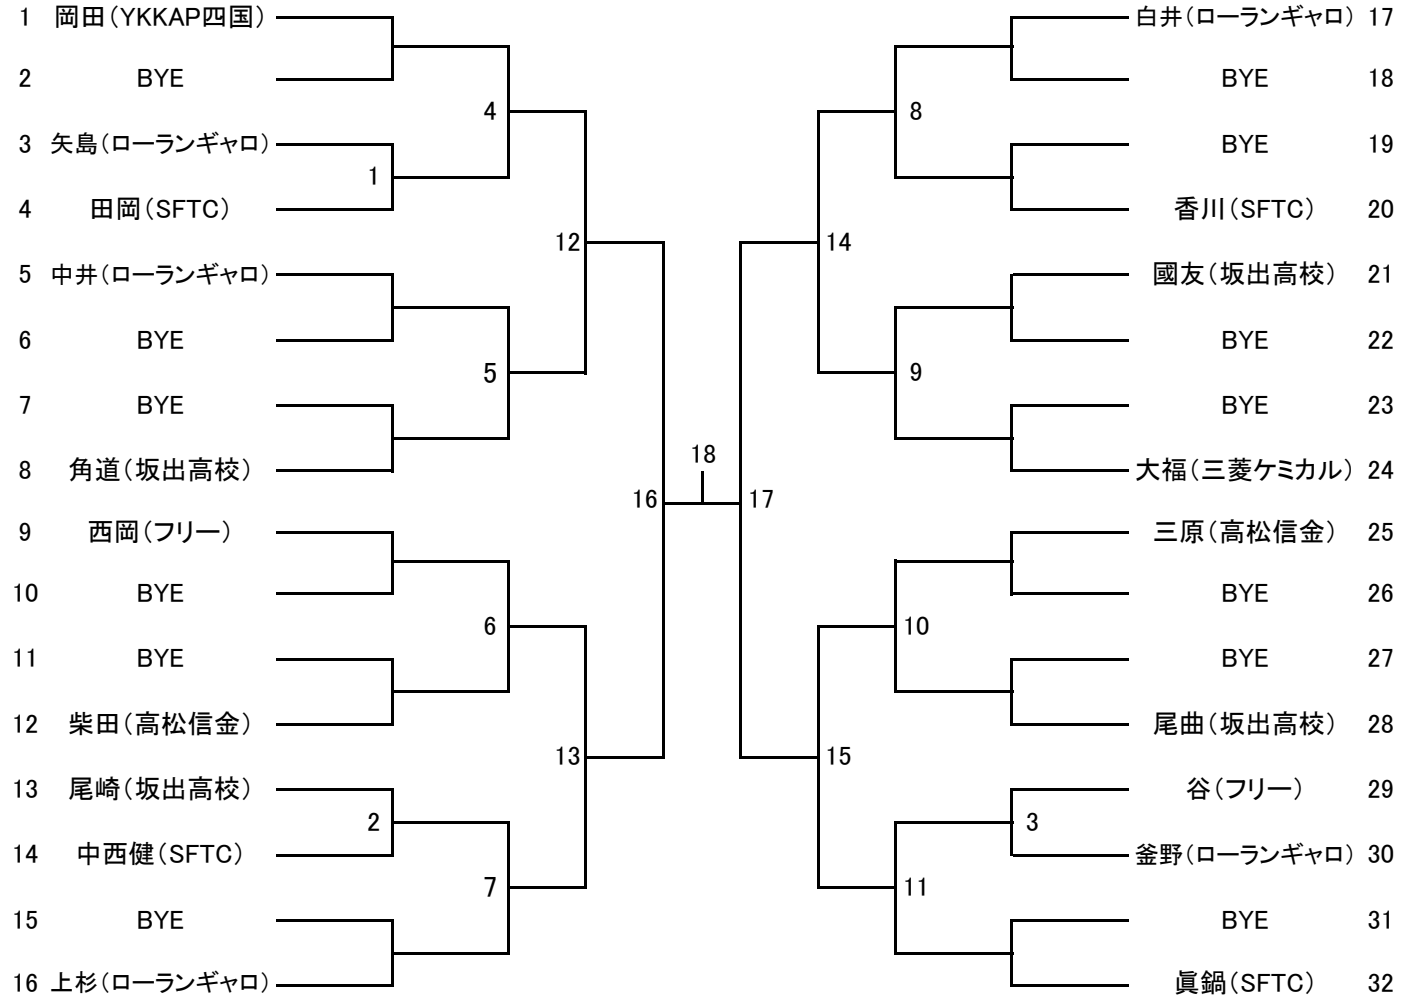 1 岡田(YKKAP四国)
2 BYE
3 矢島(ローランギャロ)
4 田岡(SFTC)
5 中井(ローランギャロ)
6 BYE
7 BYE
8 角道(坂出高校)
9 西岡(フリー)
10 BYE
11 BYE
12 柴田(高松信金)
13 尾崎(坂出高校)
14 中西健(SFTC)
15 BYE
16 上杉(ローランギャロ)
1
2
4
5
6
7
12
13
16
18
17
14
15
8
9
10
11
3
白井(ローランギャロ) 17
BYE 18
BYE 19
香川(SFTC) 20
國友(坂出高校) 21
BYE 22
BYE 23
大福(三菱ケミカル) 24
三原(高松信金) 25
BYE 26
BYE 27
尾曲(坂出高校) 28
谷(フリー) 29
釜野(ローランギャロ) 30
BYE 31
眞鍋(SFTC) 32